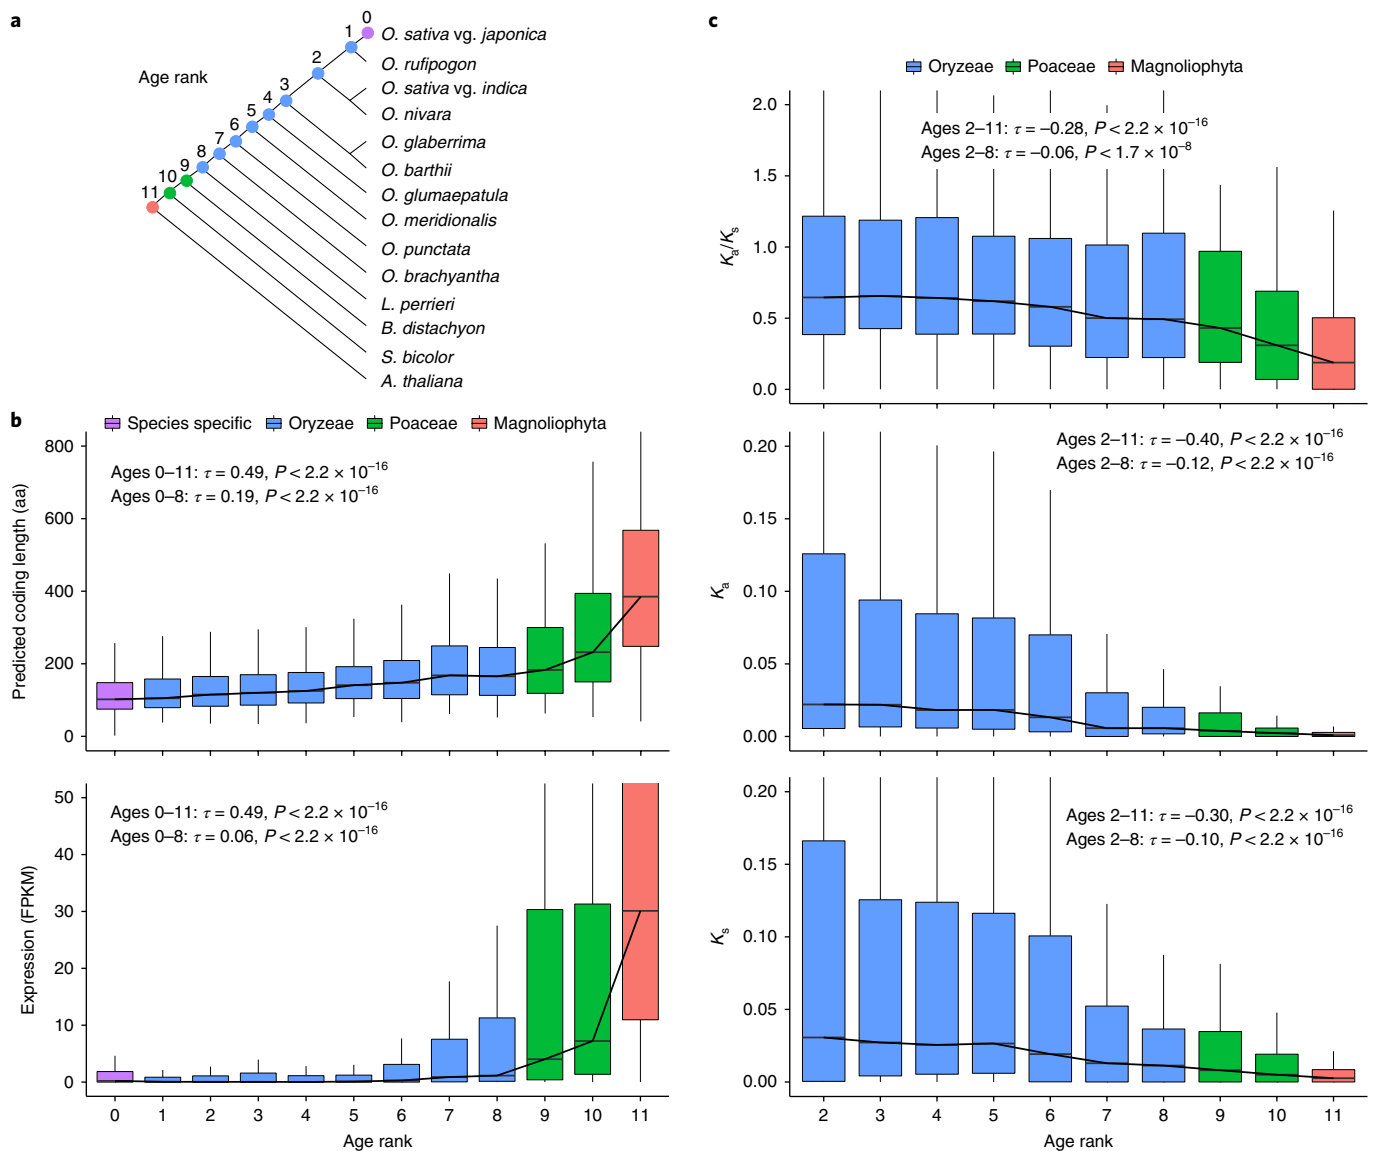 a
Age rank
0
1
2
3
4
5
6
7
8
9
10
11
O. sativa vg. japonica
O. rufipogon
O. sativa vg. indica
O. nivara
O. glaberrima
O. barthii
O. glumaepatula
O. meridionalis
O. punctata
O. brachyantha
L. perrieri
B. distachyon
S. bicolor
A. thaliana
b
Species specific Oryzeae Poaceae Magnoliophyta
Ages 0–11: τ = 0.49, P < 2.2 × 10⁻¹⁶
Ages 0–8: τ = 0.19, P < 2.2 × 10⁻¹⁶
Predicted coding length (aa)
800
600
400
200
0
Ages 0–11: τ = 0.49, P < 2.2 × 10⁻¹⁶
Ages 0–8: τ = 0.06, P < 2.2 × 10⁻¹⁶
Expression (FPKM)
50
40
30
20
10
0
0 1 2 3 4 5 6 7 8 9 10 11
Age rank
c
Oryzeae Poaceae Magnoliophyta
Ages 2–11: τ = –0.28, P < 2.2 × 10⁻¹⁶
Ages 2–8: τ = –0.06, P < 1.7 × 10⁻⁸
Kₐ/Kₛ
2.0
1.5
1.0
0.5
0.0
Ages 2–11: τ = –0.40, P < 2.2 × 10⁻¹⁶
Ages 2–8: τ = –0.12, P < 2.2 × 10⁻¹⁶
Kₐ
0.20
0.15
0.10
0.05
0.00
Ages 2–11: τ = –0.30, P < 2.2 × 10⁻¹⁶
Ages 2–8: τ = –0.10, P < 2.2 × 10⁻¹⁶
Kₛ
0.20
0.15
0.10
0.05
0.00
2 3 4 5 6 7 8 9 10 11
Age rank